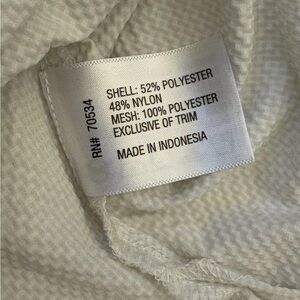 SHELL: 52% POLYESTER
48% NYLON
MESH: 100% POLYESTER
EXCLUSIVE OF TRIM
MADE IN INDONESIA
RN# 70534